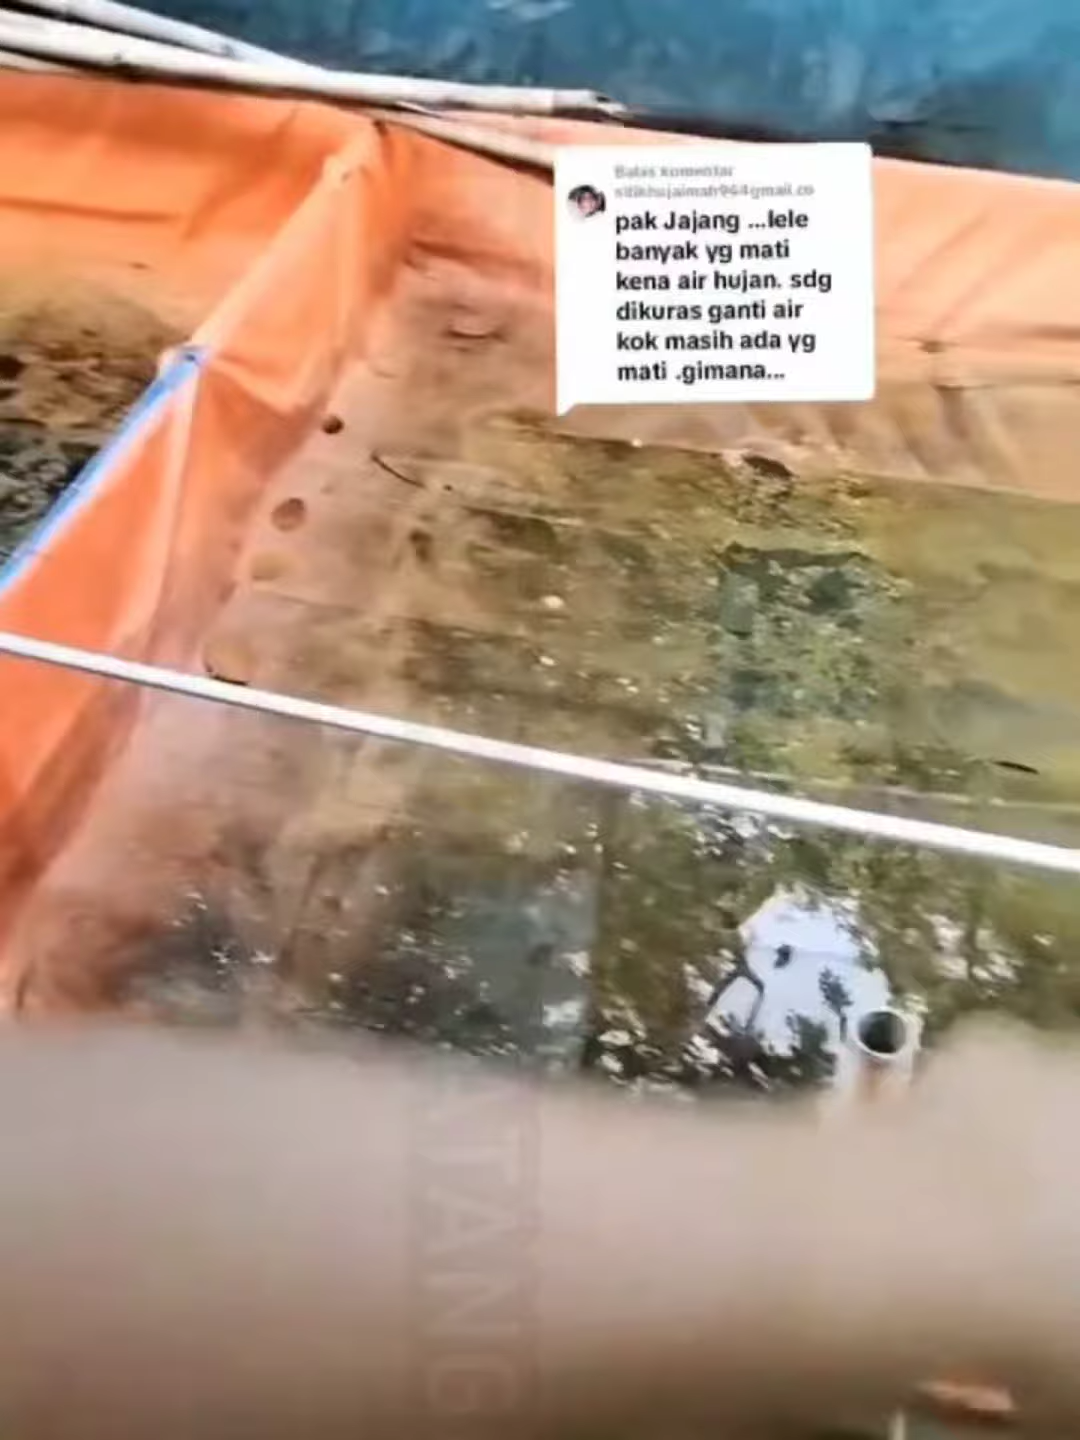 Balas komentar
pak Jajang ...lele
banyak yg mati
kena air hujan. sdg
dikuras ganti air
kok masih ada yg
mati .gimana...